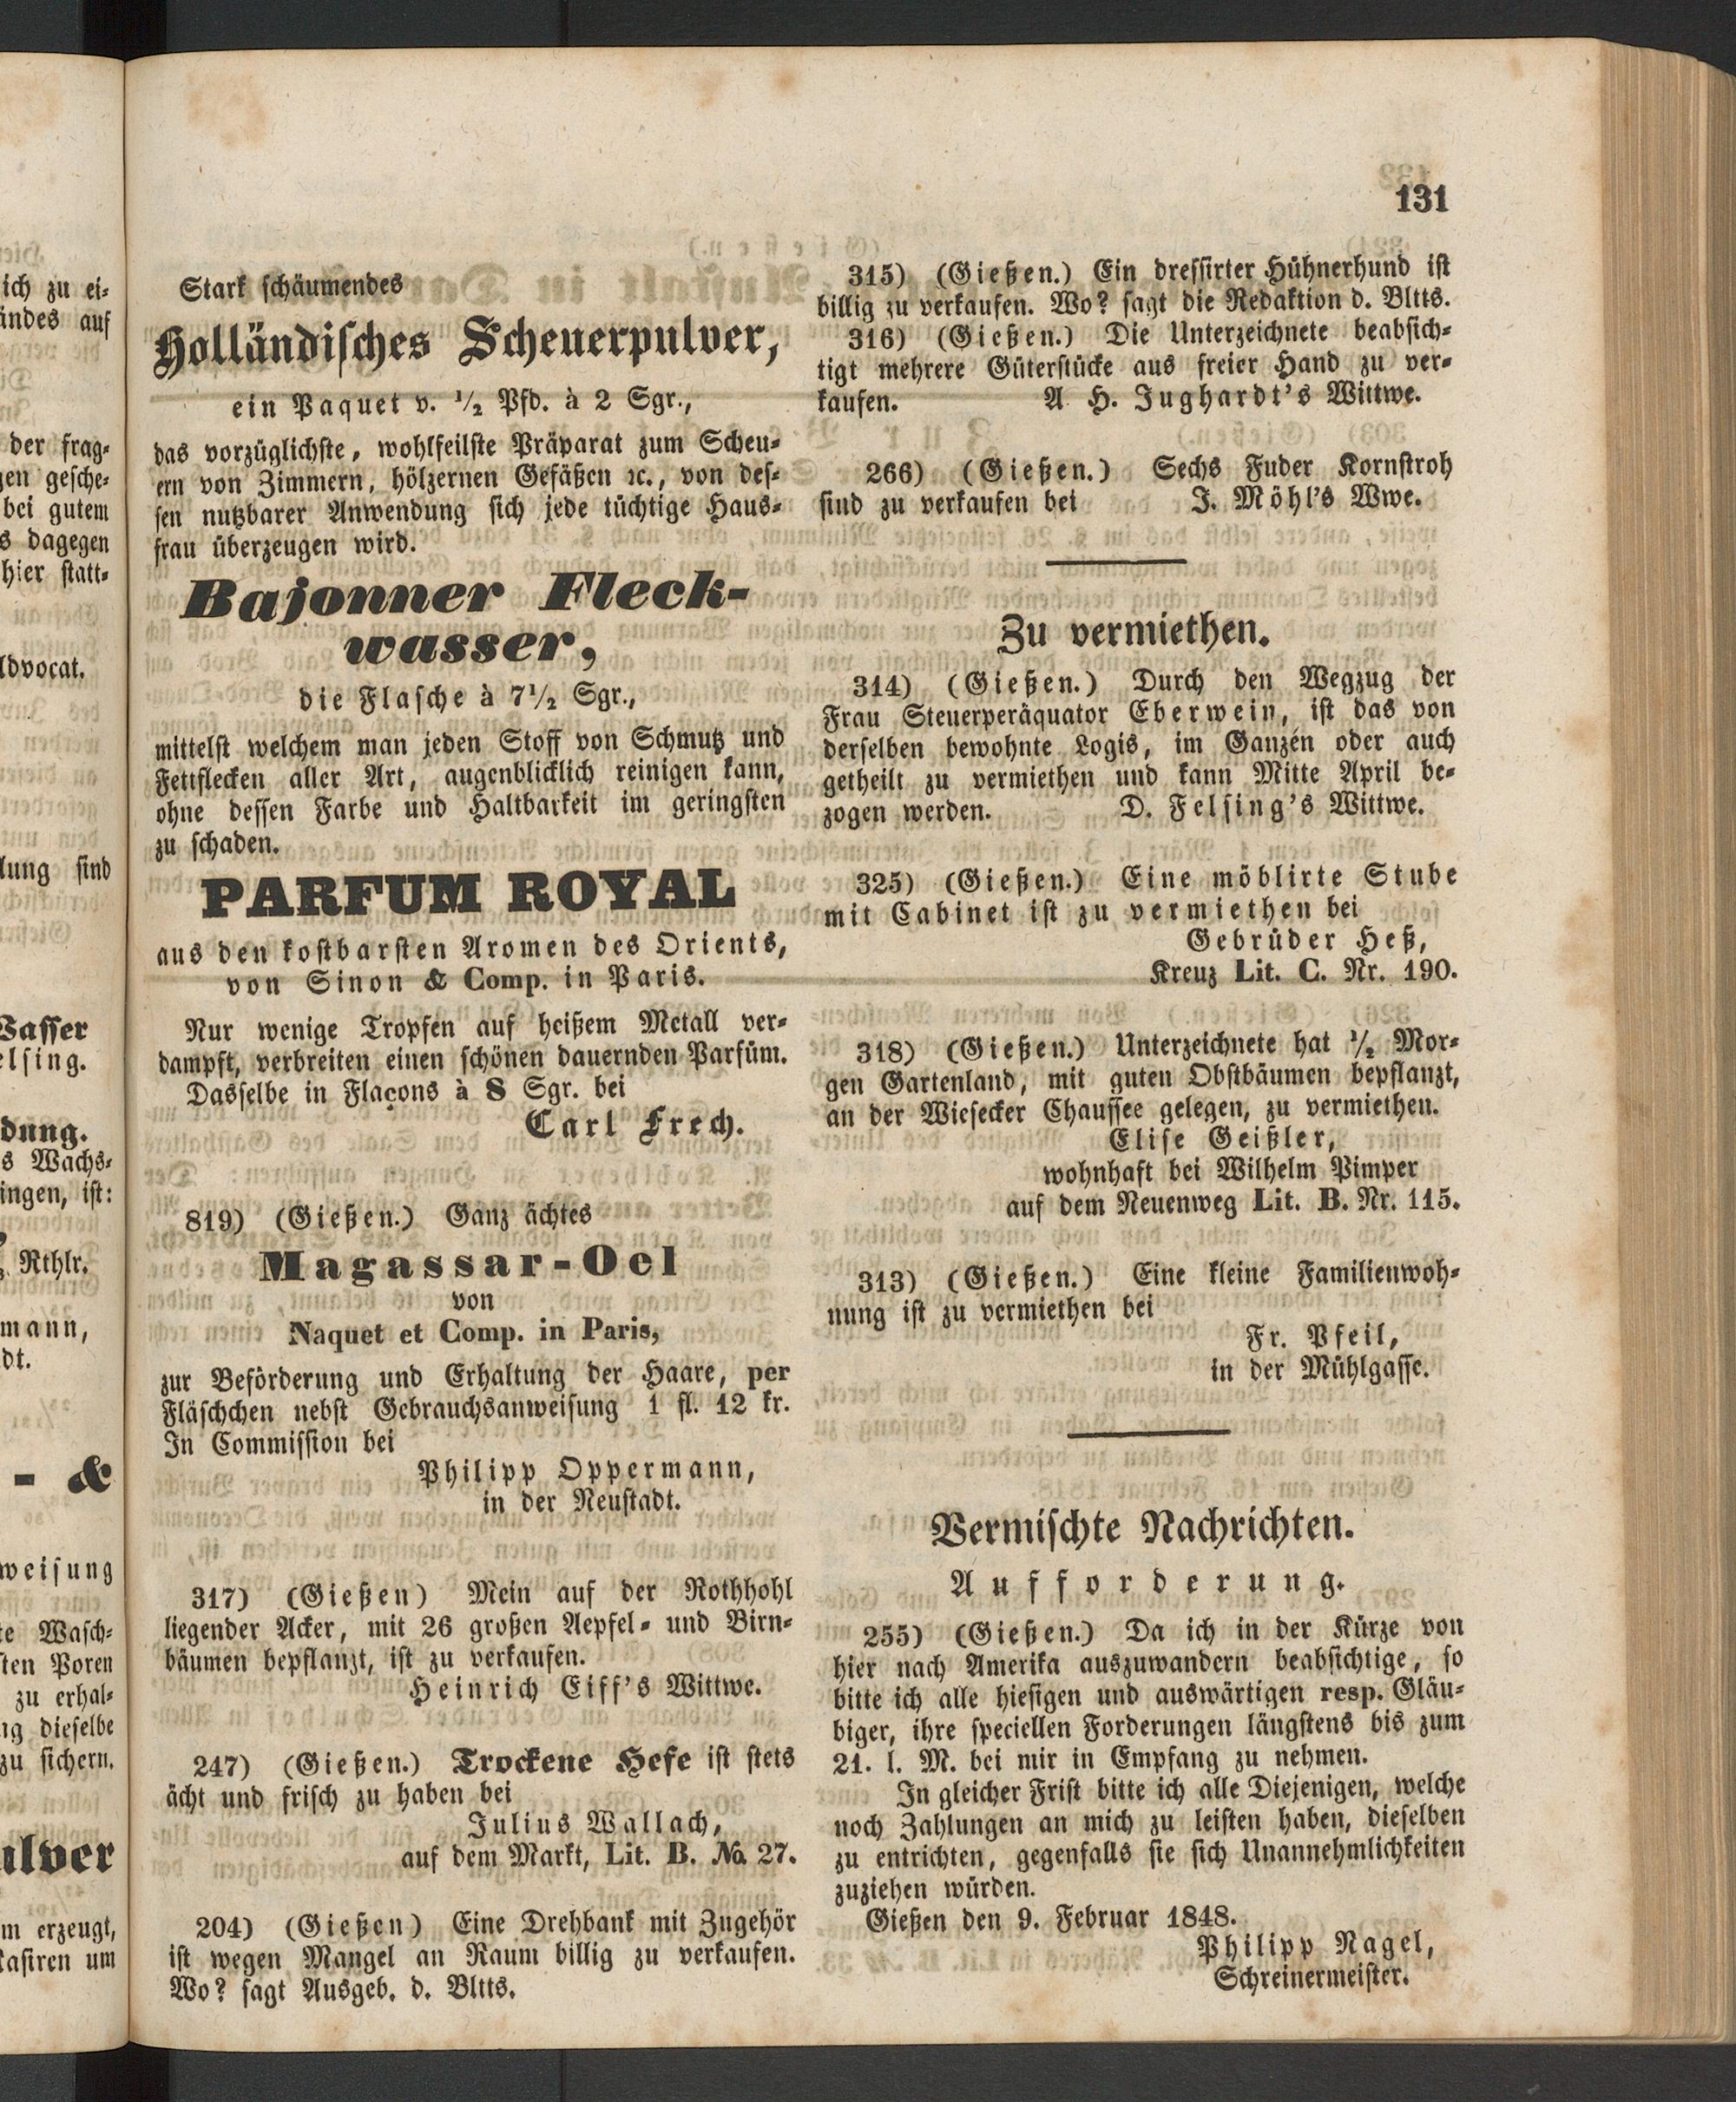 131
Stark schäumendes
Holländisches Scheuerpulver,
ein Paquet v. ½ Pfd. à 2 Sgr.,
das vorzüglichste, wohlfeilste Präparat zum Scheu-
ern von Zimmern, hölzernen Gefäßen ꝛc., von des-
sen nutzbarer Anwendung sich jede tüchtige Haus-
frau überzeugen wird.
Bajonner Fleck-
wasser,
die Flasche à 7½ Sgr.,
mittelst welchem man jeden Stoff von Schmutz und
Fettflecken aller Art, augenblicklich reinigen kann,
ohne dessen Farbe und Haltbarkeit im geringsten
zu schaden.
PARFUM ROYAL
aus den kostbarsten Aromen des Orients,
von Sinon & Comp. in Paris.
Nur wenige Tropfen auf heißem Metall ver-
dampft, verbreiten einen schönen dauernden Parfüm.
Dasselbe in Flaçons à 8 Sgr. bei
Carl Frech.
819) (Gießen.) Ganz ächtes
Magassar-Oel
von
Naquet et Comp. in Paris,
zur Beförderung und Erhaltung der Haare, per
Fläschchen nebst Gebrauchsanweisung 1 fl. 12 kr.
In Commission bei
Philipp Oppermann,
in der Neustadt.
317) (Gießen) Mein auf der Rothhohl
liegender Acker, mit 26 großen Aepfel- und Birn-
bäumen bepflanzt, ist zu verkaufen.
Heinrich Eiff's Wittwe.
247) (Gießen.) Trockene Hefe ist stets
ächt und frisch zu haben bei
Julius Wallach,
auf dem Markt, Lit. B. № 27.
204) (Gießen) Eine Drehbank mit Zugehör
ist wegen Mangel an Raum billig zu verkaufen.
Wo? sagt Ausgeb. d. Bltts.
315) (Gießen.) Ein dressirter Hühnerhund ist
billig zu verkaufen. Wo? sagt die Redaktion d. Bltts.
316) (Gießen.) Die Unterzeichnete beabsich-
tigt mehrere Güterstücke aus freier Hand zu ver-
kaufen. A H. Jughardt's Wittwe.
266) (Gießen.) Sechs Fuder Kornstroh
sind zu verkaufen bei J. Möhl's Wwe.
Zu vermiethen.
314) (Gießen.) Durch den Wegzug der
Frau Steuerperäquator Eberwein, ist das von
derselben bewohnte Logis, im Ganzen oder auch
getheilt zu vermiethen und kann Mitte April be-
zogen werden. D. Felsing's Wittwe.
325) (Gießen.) Eine möblirte Stube
mit Cabinet ist zu vermiethen bei
Gebrüder Heß,
Kreuz Lit. C. Nr. 190.
318) (Gießen.) Unterzeichnete hat ½ Mor-
gen Gartenland, mit guten Obstbäumen bepflanzt,
an der Wiesecker Chaussee gelegen, zu vermiethen.
Elise Geißler,
wohnhaft bei Wilhelm Pimper
auf dem Neuenweg Lit. B. Nr. 115.
313) (Gießen.) Eine kleine Familienwoh-
nung ist zu vermiethen bei
Fr. Pfeil,
in der Mühlgasse.
Vermischte Nachrichten.
Aufforderung.
255) (Gießen.) Da ich in der Kürze von
hier nach Amerika auszuwandern beabsichtige, so
bitte ich alle hiesigen und auswärtigen resp. Gläu-
biger, ihre speciellen Forderungen längstens bis zum
21. l. M. bei mir in Empfang zu nehmen.
In gleicher Frist bitte ich alle Diejenigen, welche
noch Zahlungen an mich zu leisten haben, dieselben
zu entrichten, gegenfalls sie sich Unannehmlichkeiten
zuziehen würden.
Gießen den 9. Februar 1848.
Philipp Nagel,
Schreinermeister.